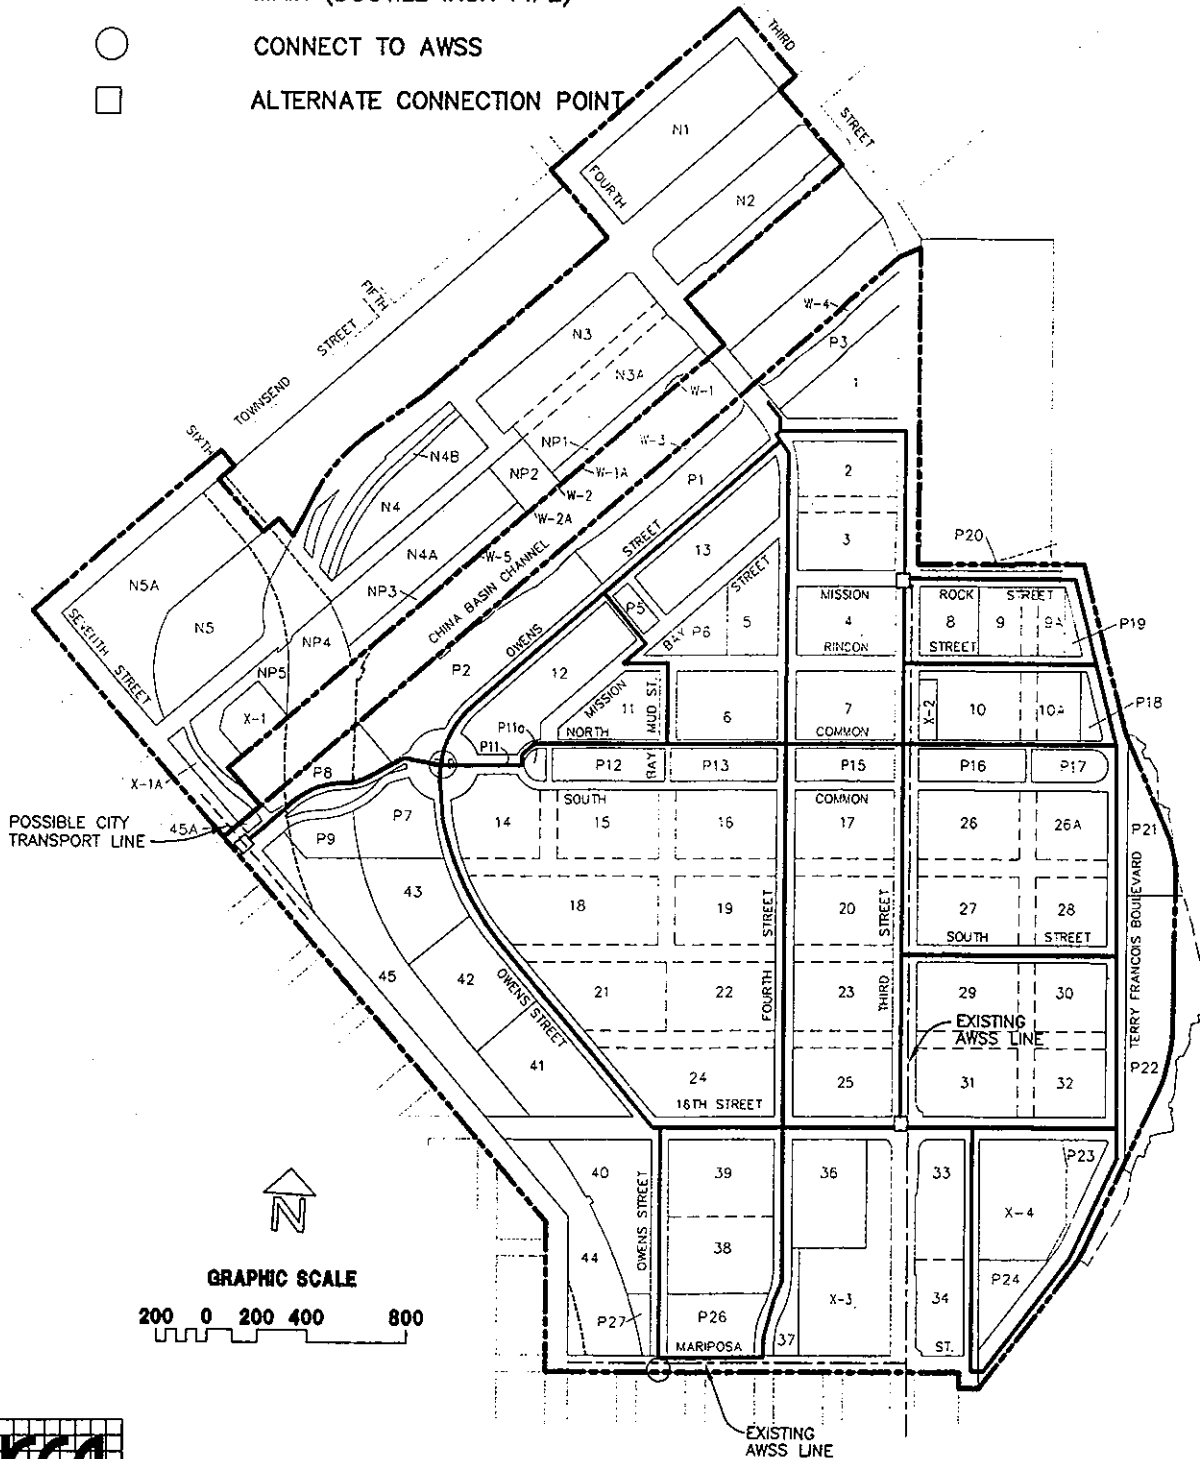 CONNECT TO AWSS
ALTERNATE CONNECTION POINT
THIRD
STREET
N1
FOURTH
N2
FIFTH
STREET
TOWNSEND
SIXTH
N3
N3A
W-4
P3
1
W-1
NP1
W-3
N4B
NP2
W-1A
W-2
W-2A
P1
N4
N4A
W-5
NP3
CHINA BASIN CHANNEL
2
3
13
STREET
STREET
P20
N5A
N5
SEVENTH
STREET
NP4
NP5
X-1
P2
OWENS
P5
BAY
P6
5
MISSION
ROCK
STREET
4
8
9
9A
P19
RINCON
STREET
12
MISSION
11
MUD ST.
6
7
X-2
10
10A
P18
NORTH
COMMON
P11
P11a
X-1A
P8
P12
RAY
P13
P15
P16
P17
SOUTH
COMMON
POSSIBLE CITY
TRANSPORT LINE
45A
P9
P7
14
15
16
17
26
26A
P21
43
18
19
STREET
20
STREET
27
28
SOUTH
STREET
TERRY FRANCOIS BOULEVARD
45
42
OWENS STREET
21
22
FOURTH
23
THIRD
29
30
EXISTING
AWSS LINE
41
24
25
31
32
P22
16TH STREET
40
39
36
33
P23
X-4
OWENS STREET
44
38
X-3
34
P24
P27
P26
37
MARIPOSA
ST.
EXISTING
AWSS LINE
N
GRAPHIC SCALE
200 0 200 400 800